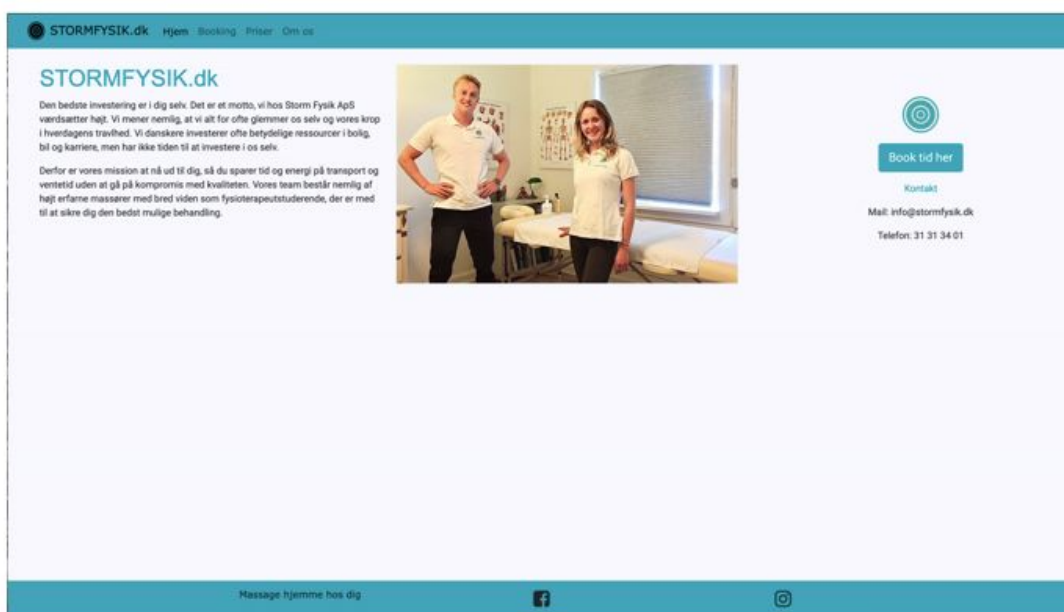 STORMFYSIK.dk Hjem Booking Priser Om os
STORMFYSIK.dk
Den bedste investering er i dig selv. Det er et motto, vi hos Storm Fysik ApS
værdsætter højt. Vi mener nemlig, at vi alt for ofte glemmer os selv og vores krop
i hverdagens travlhed. Vi danskere investerer ofte betydelige ressourcer i bolig,
bil og karriere, men har ikke tiden til at investere i os selv.
Derfor er vores mission at nå ud til dig, så du sparer tid og energi på transport og
ventetid uden at gå på kompromis med kvaliteten. Vores team består nemlig af
højt erfarne massører med bred viden som fysioterapeutstuderende, der er med
til at sikre dig den bedst mulige behandling.
Book tid her
Kontakt
Mail: info@stormfysik.dk
Telefon: 31 31 34 01
Massage hjemme hos dig